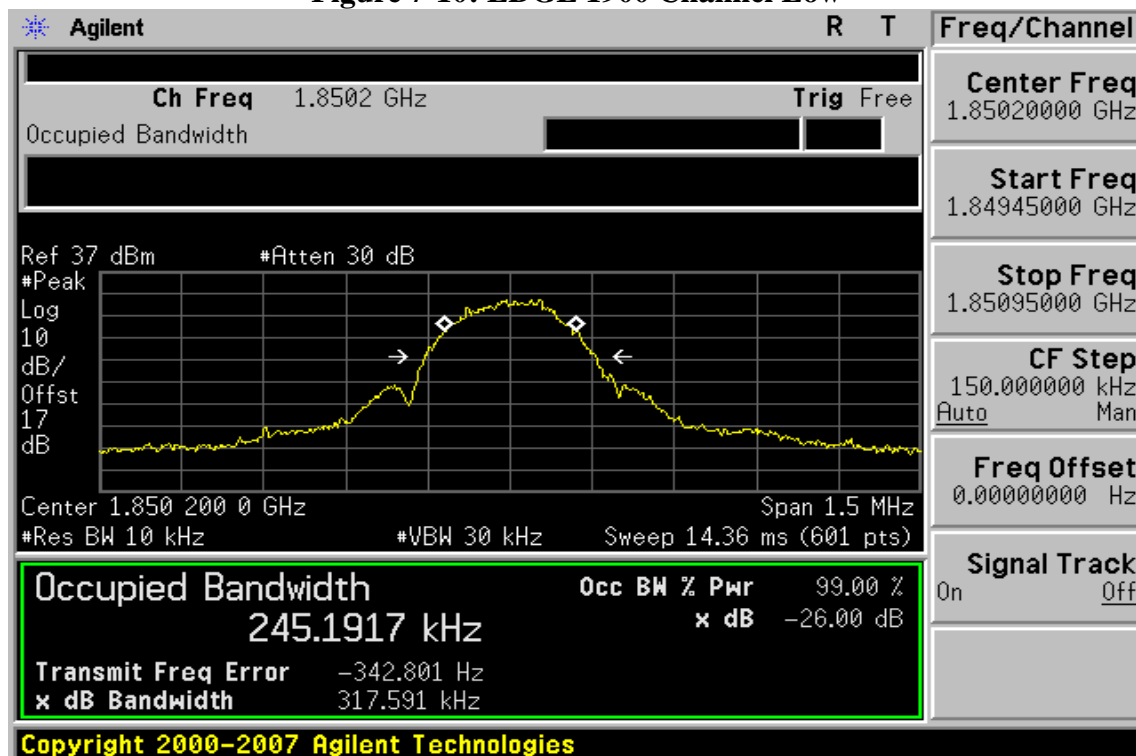 Figure 7-10: EDGE 1900 Channel Low
Agilent R T
Ch Freq 1.8502 GHz Trig Free
Occupied Bandwidth
Ref 37 dBm #Atten 30 dB
#Peak
Log
10
dB/
Offst
17
dB
Center 1.850 200 0 GHz Span 1.5 MHz
#Res BW 10 kHz #VBW 30 kHz Sweep 14.36 ms (601 pts)
Occupied Bandwidth Occ BW % Pwr 99.00 %
245.1917 kHz x dB -26.00 dB
Transmit Freq Error -342.801 Hz
x dB Bandwidth 317.591 kHz
Copyright 2000-2007 Agilent Technologies
Freq/Channel
Center Freq
1.85020000 GHz
Start Freq
1.84945000 GHz
Stop Freq
1.85095000 GHz
CF Step
150.000000 kHz
Auto Man
Freq Offset
0.00000000 Hz
Signal Track
On Off